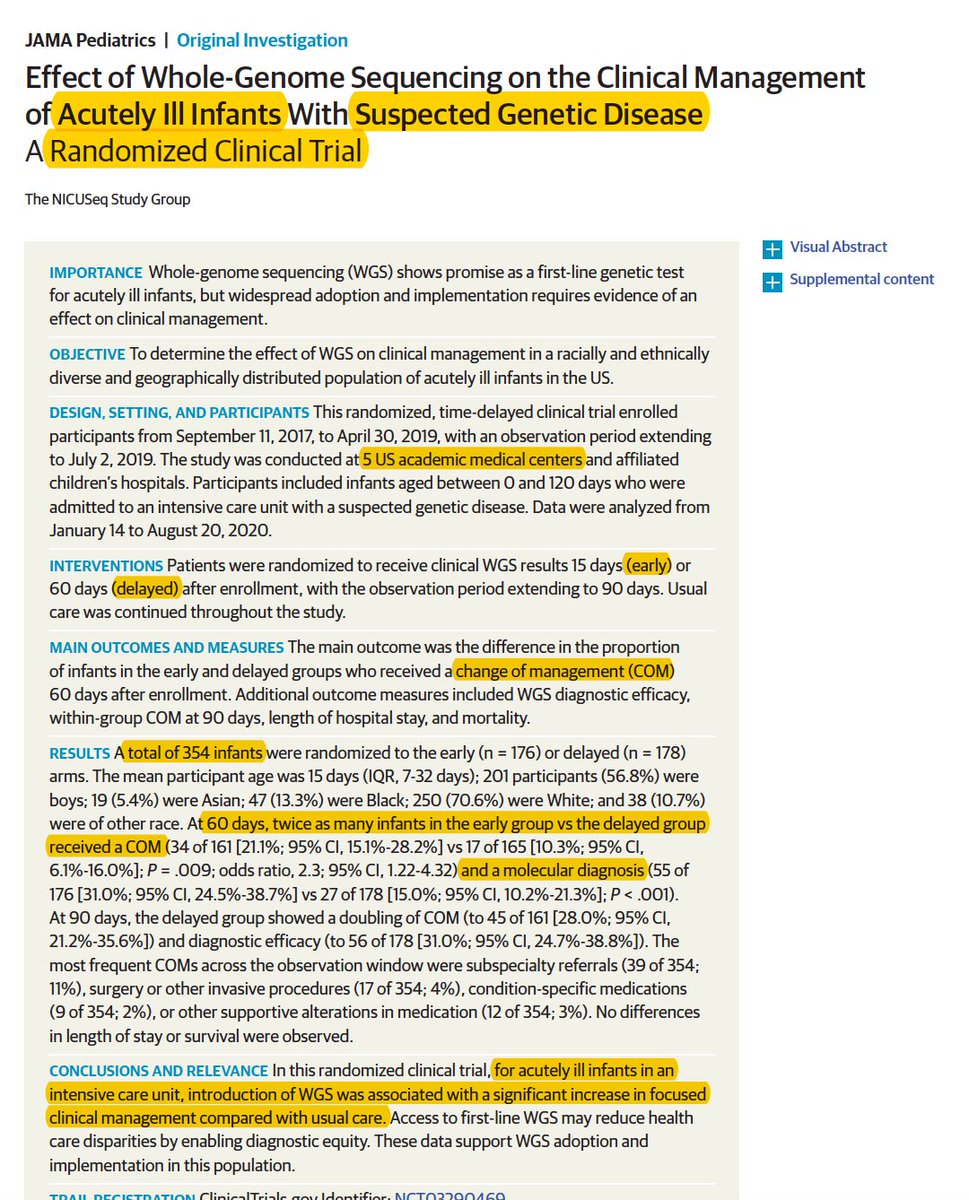 JAMA Pediatrics | Original Investigation
Effect of Whole-Genome Sequencing on the Clinical Management
of Acutely Ill Infants With Suspected Genetic Disease
A Randomized Clinical Trial
The NICUSeq Study Group
Visual Abstract
Supplemental content
IMPORTANCE Whole-genome sequencing (WGS) shows promise as a first-line genetic test
for acutely ill infants, but widespread adoption and implementation requires evidence of an
effect on clinical management.
OBJECTIVE To determine the effect of WGS on clinical management in a racially and ethnically
diverse and geographically distributed population of acutely ill infants in the US.
DESIGN, SETTING, AND PARTICIPANTS This randomized, time-delayed clinical trial enrolled
participants from September 11, 2017, to April 30, 2019, with an observation period extending
to July 2, 2019. The study was conducted at 5 US academic medical centers and affiliated
children's hospitals. Participants included infants aged between 0 and 120 days who were
admitted to an intensive care unit with a suspected genetic disease. Data were analyzed from
January 14 to August 20, 2020.
INTERVENTIONS Patients were randomized to receive clinical WGS results 15 days (early) or
60 days (delayed) after enrollment, with the observation period extending to 90 days. Usual
care was continued throughout the study.
MAIN OUTCOMES AND MEASURES The main outcome was the difference in the proportion
of infants in the early and delayed groups who received a change of management (COM)
60 days after enrollment. Additional outcome measures included WGS diagnostic efficacy,
within-group COM at 90 days, length of hospital stay, and mortality.
RESULTS A total of 354 infants were randomized to the early (n = 176) or delayed (n = 178)
arms. The mean participant age was 15 days (IQR, 7-32 days); 201 participants (56.8%) were
boys; 19 (5.4%) were Asian; 47 (13.3%) were Black; 250 (70.6%) were White; and 38 (10.7%)
were of other race. At 60 days, twice as many infants in the early group vs the delayed group
received a COM (34 of 161 [21.1%; 95% CI, 15.1%-28.2%] vs 17 of 165 [10.3%; 95% CI,
6.1%-16.0%]; P = .009; odds ratio, 2.3; 95% CI, 1.22-4.32) and a molecular diagnosis (55 of
176 [31.0%; 95% CI, 24.5%-38.7%] vs 27 of 178 [15.0%; 95% CI, 10.2%-21.3%]; P < .001).
At 90 days, the delayed group showed a doubling of COM (to 45 of 161 [28.0%; 95% CI,
21.2%-35.6%]) and diagnostic efficacy (to 56 of 178 [31.0%; 95% CI, 24.7%-38.8%]). The
most frequent COMs across the observation window were subspecialty referrals (39 of 354;
11%), surgery or other invasive procedures (17 of 354; 4%), condition-specific medications
(9 of 354; 2%), or other supportive alterations in medication (12 of 354; 3%). No differences
in length of stay or survival were observed.
CONCLUSIONS AND RELEVANCE In this randomized clinical trial, for acutely ill infants in an
intensive care unit, introduction of WGS was associated with a significant increase in focused
clinical management compared with usual care. Access to first-line WGS may reduce health
care disparities by enabling diagnostic equity. These data support WGS adoption and
implementation in this population.
TRAIL REGISTRATION ClinicalTrials.gov Identifier: NCT03290469